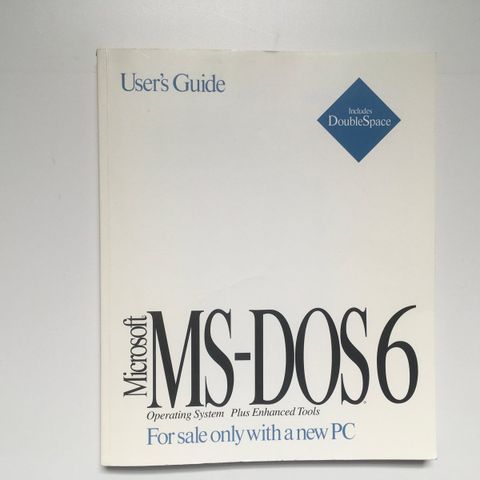 User's Guide
Includes
DoubleSpace
Microsoft
MS-DOS® 6
Operating System Plus Enhanced Tools
For sale only with a new PC